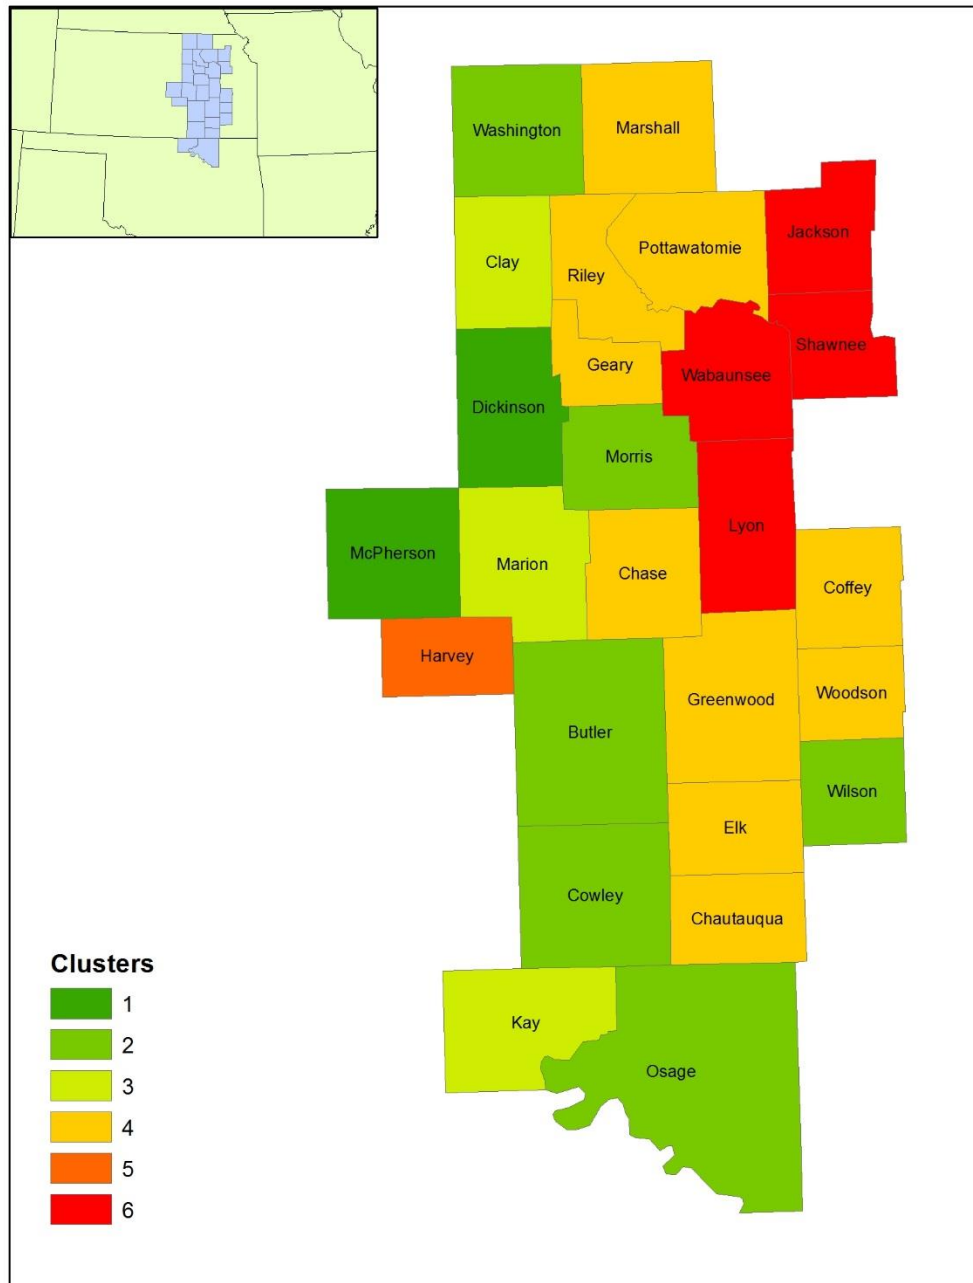 Washington
Marshall
Jackson
Pottawatomie
Clay
Riley
Shawnee
Geary
Wabaunsee
Dickinson
Morris
Lyon
McPherson
Marion
Chase
Coffey
Harvey
Greenwood
Woodson
Butler
Wilson
Elk
Cowley
Chautauqua
Clusters
1
Kay
2
Osage
3
4
5
6